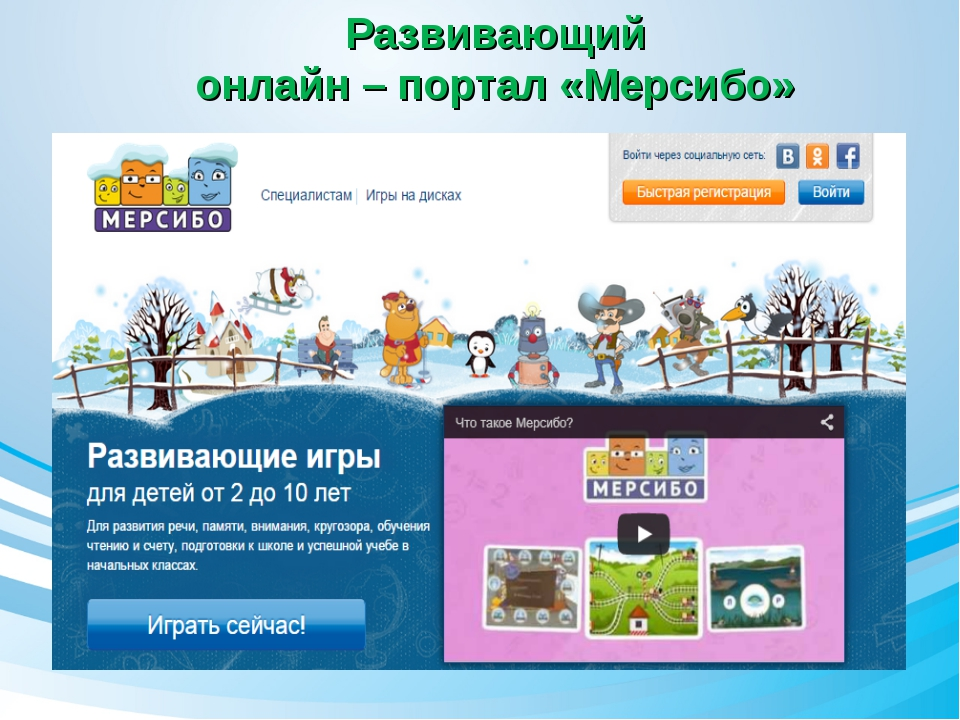 Развивающий
онлайн – портал «Мерсибо»
МЕРСИБО
Специалистам | Игры на дисках
Войти через социальную сеть:
Быстрая регистрация
Войти
Развивающие игры
для детей от 2 до 10 лет
Для развития речи, памяти, внимания, кругозора, обучения
чтению и счету, подготовки к школе и успешной учебе в
начальных классах.
Играть сейчас!
Что такое Мерсибо?
МЕРСИБО